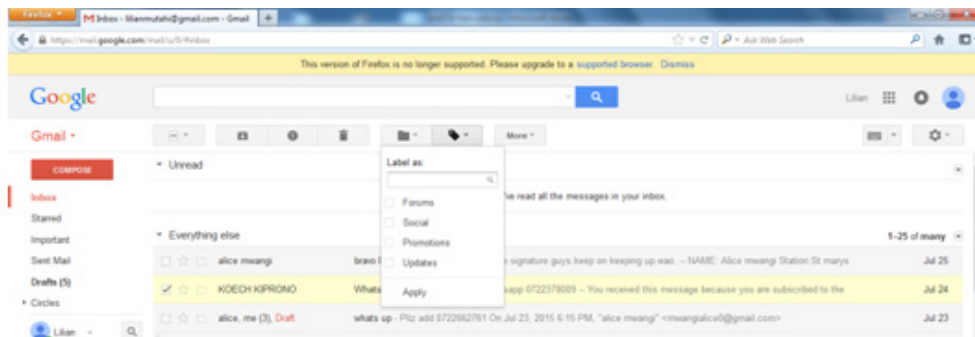 Firefox
Inbox - lilianmutahi@gmail.com - Gmail
https://mail.google.com/mail/u/0/#inbox
Ask Web Search
This version of Firefox is no longer supported. Please upgrade to a supported browser. Dismiss
Google
Lilian
Gmail
More
COMPOSE
Label as:
Unread
've read all the messages in your inbox.
Inbox
Forums
Starred
Social
Important
Everything else
Promotions
1-25 of many
Sent Mail
alice mwangi
bravo
Updates
signature guys.keep on keeping up.wao. -- NAME: Alice mwangi Station:St marys
Jul 25
Drafts (5)
KOECH KIPRONO
Whats
Apply
sapp 0722378009 -- You received this message because you are subscribed to the
Jul 24
Circles
alice, me (3), Draft
whats up - Pliz add 0722662761 On Jul 23, 2015 6:15 PM, "alice mwangi" <mwangialice0@gmail.com>
Jul 23
Lilian